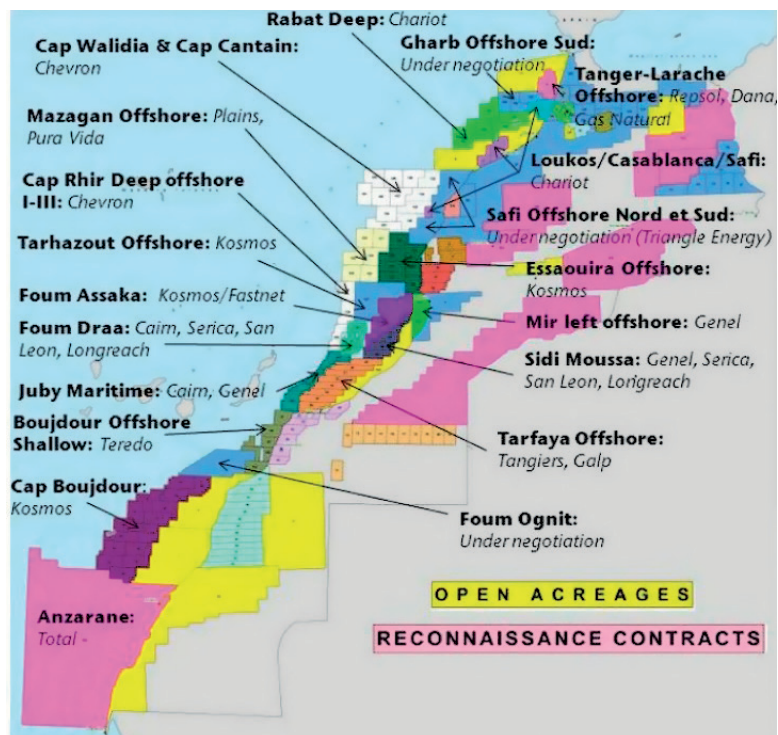 Rabat Deep: Chariot
Cap Walidia & Cap Cantain:
Chevron
Gharb Offshore Sud:
Under negotiation
Tanger-Larache
Offshore: Repsol, Dana,
Gas Natural
Mazagan Offshore: Plains,
Pura Vida
Loukos/Casablanca/Safi:
Chariot
Cap Rhir Deep offshore
I-III: Chevron
Safi Offshore Nord et Sud:
Under negotiation (Triangle Energy)
Tarhazout Offshore: Kosmos
Essaouira Offshore:
Kosmos
Foum Assaka: Kosmos/Fastnet
Mir left offshore: Genel
Foum Draa: Cairn, Serica, San
Leon, Longreach
Sidi Moussa: Genel, Serica,
San Leon, Longreach
Juby Maritime: Cairn, Genel
Boujdour Offshore
Shallow: Teredo
Tarfaya Offshore:
Tangiers, Galp
Cap Boujdour:
Kosmos
Foum Ognit:
Under negotiation
OPEN ACREAGES
Anzarane:
Total -
RECONNAISSANCE CONTRACTS